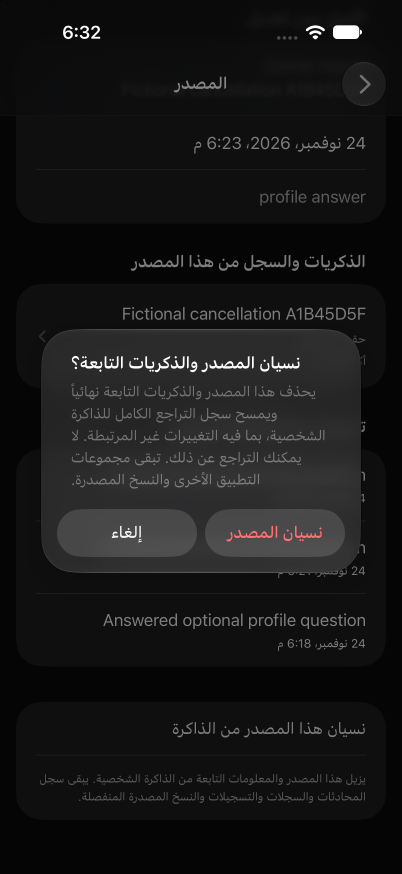 6:32
المصدر
24 نوفمبر، 2026، 6:23 م
profile answer
الذكريات والسجل من هذا المصدر
Fictional cancellation A1B45D5F
نسيان المصدر والذكريات التابعة؟
يحذف هذا المصدر والذكريات التابعة نهائياً
ويمسح سجل التراجع الكامل للذاكرة
الشخصية، بما فيه التغييرات غير المرتبطة. لا
يمكنك التراجع عن ذلك. تبقى مجموعات
التطبيق الأخرى والنسخ المصدرة.
نسيان المصدر
إلغاء
Answered optional profile question
24 نوفمبر، 6:18 م
نسيان هذا المصدر من الذاكرة
يزيل هذا المصدر والمعلومات التابعة من الذاكرة الشخصية. يبقى سجل
المحادثات والسجلات والتسجيلات والنسخ المصدرة المنفصلة.